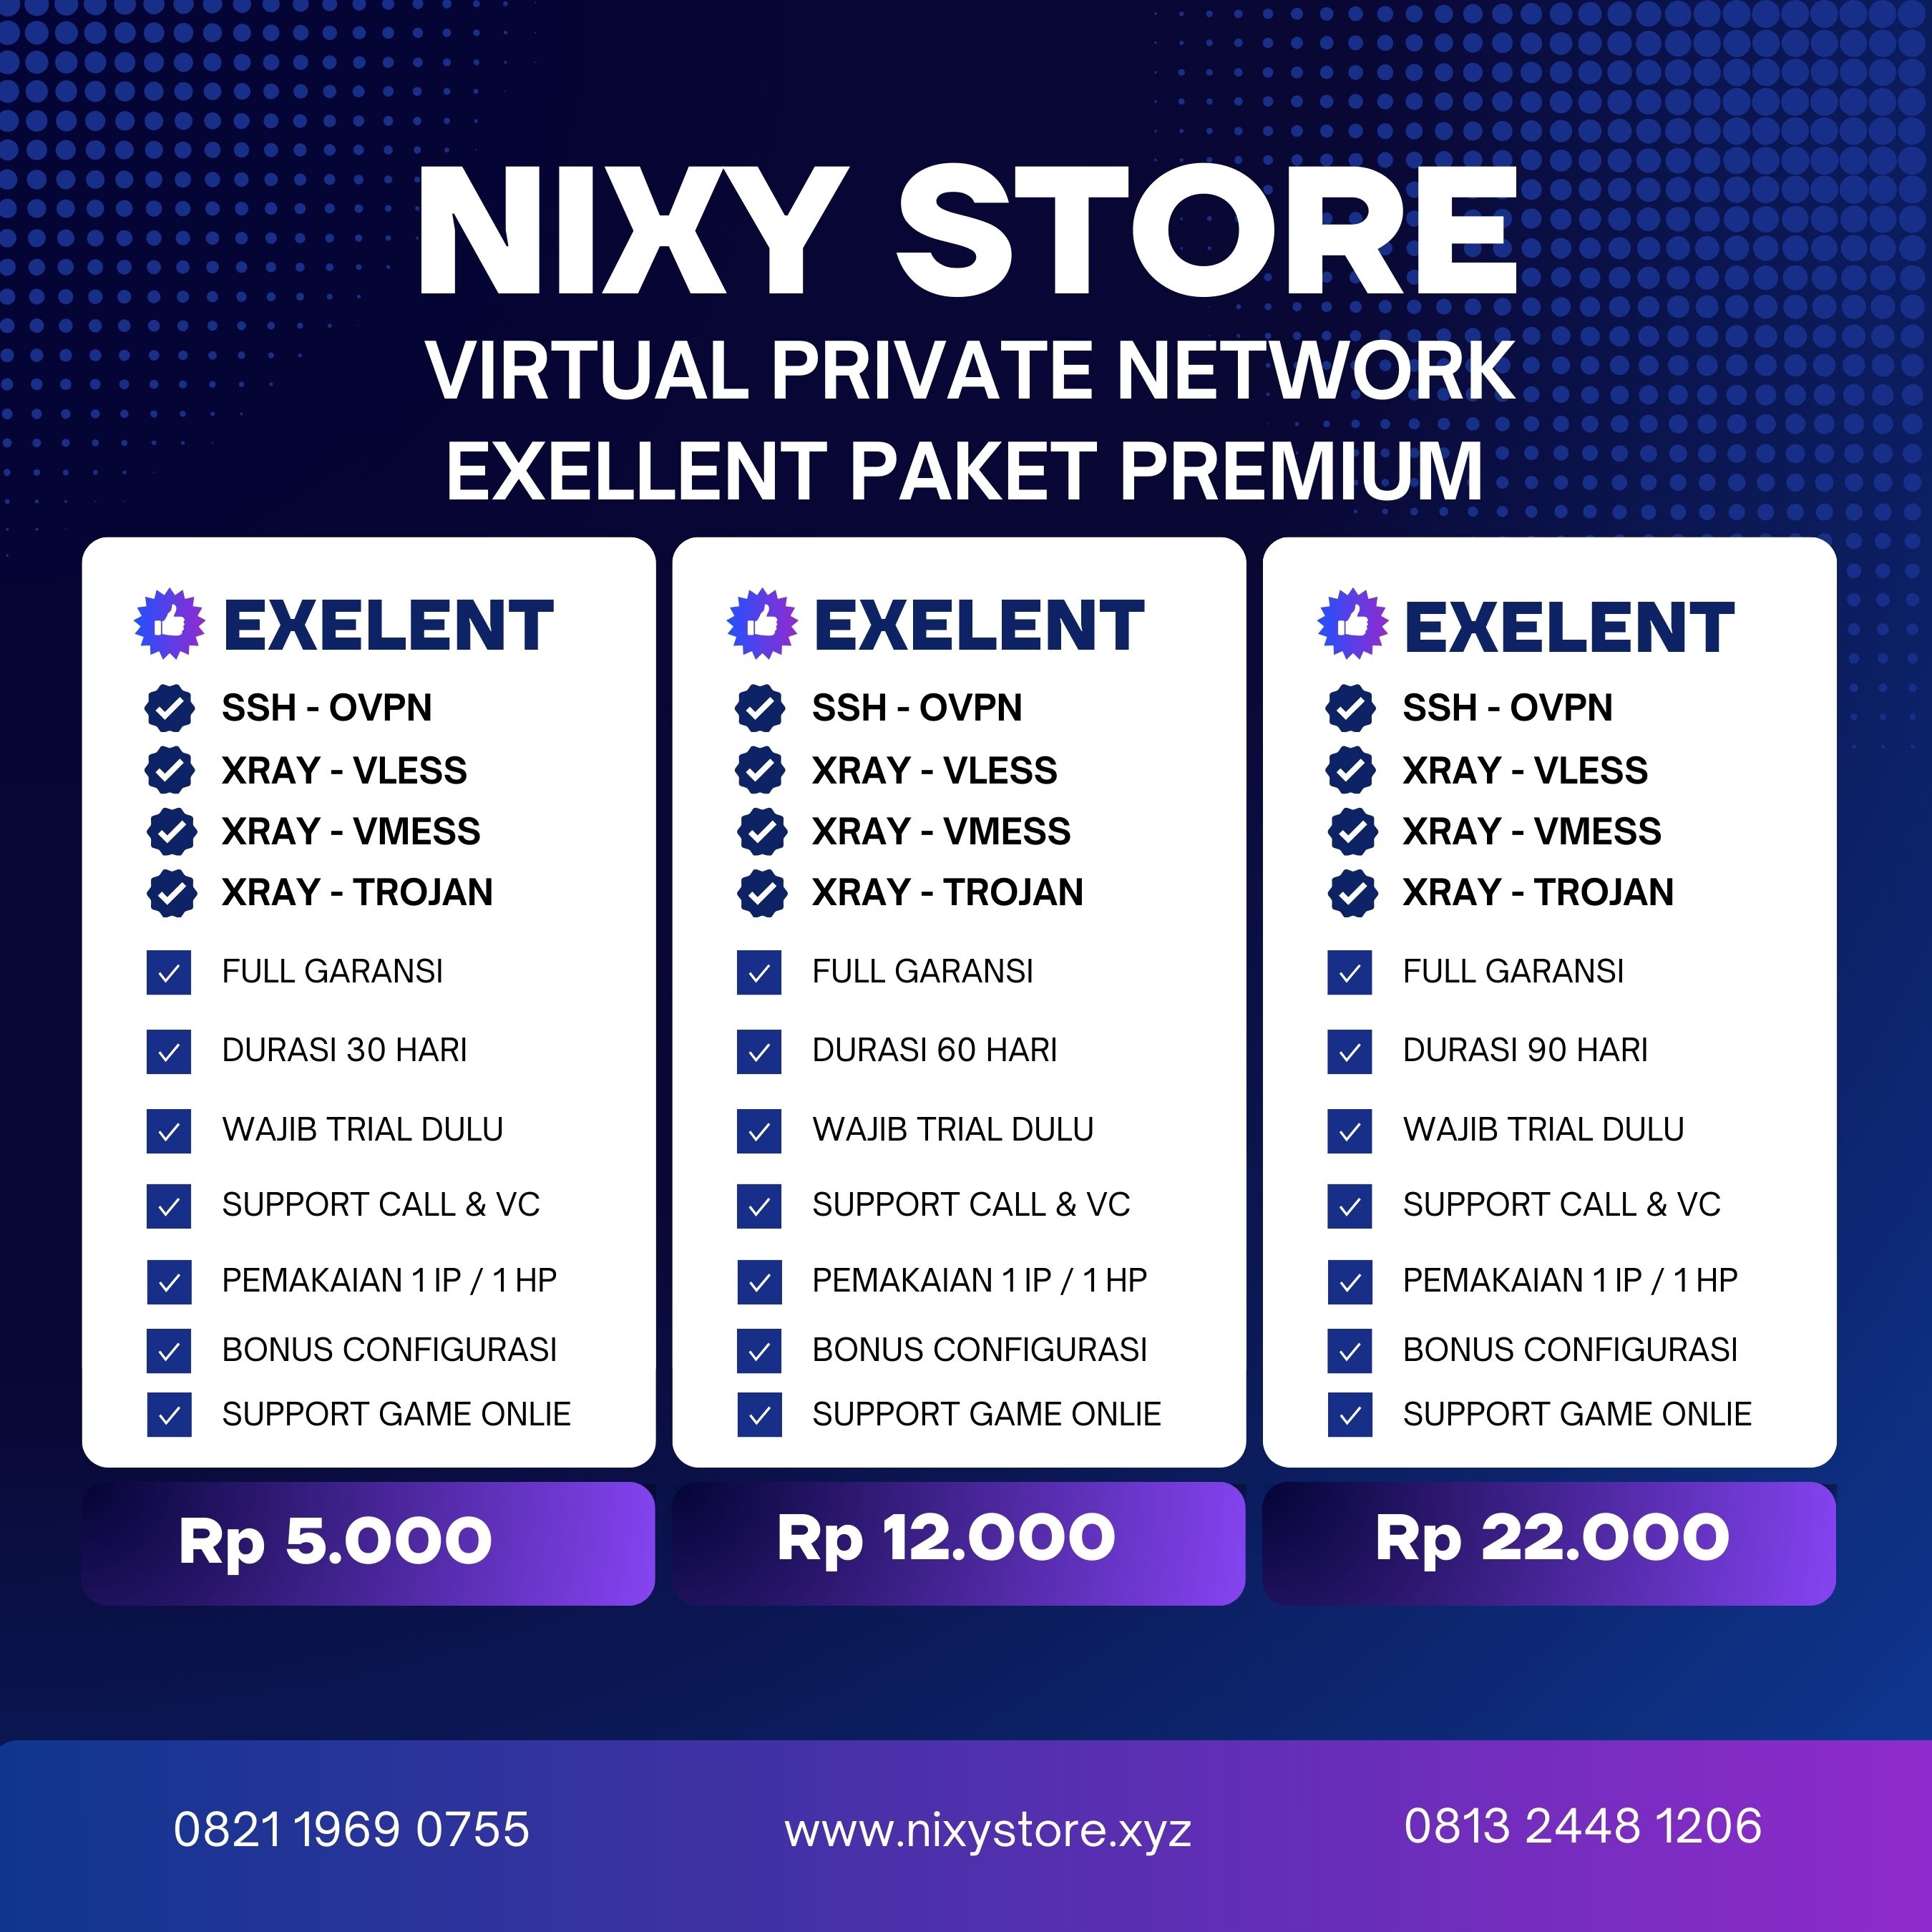 NIXY STORE
VIRTUAL PRIVATE NETWORK
EXELLENT PAKET PREMIUM
EXELENT
SSH - OVPN
XRAY - VLESS
XRAY - VMESS
XRAY - TROJAN
FULL GARANSI
DURASI 30 HARI
WAJIB TRIAL DULU
SUPPORT CALL & VC
PEMAKAIAN 1 IP / 1 HP
BONUS CONFIGURASI
SUPPORT GAME ONLIE
Rp 5.000
EXELENT
SSH - OVPN
XRAY - VLESS
XRAY - VMESS
XRAY - TROJAN
FULL GARANSI
DURASI 60 HARI
WAJIB TRIAL DULU
SUPPORT CALL & VC
PEMAKAIAN 1 IP / 1 HP
BONUS CONFIGURASI
SUPPORT GAME ONLIE
Rp 12.000
EXELENT
SSH - OVPN
XRAY - VLESS
XRAY - VMESS
XRAY - TROJAN
FULL GARANSI
DURASI 90 HARI
WAJIB TRIAL DULU
SUPPORT CALL & VC
PEMAKAIAN 1 IP / 1 HP
BONUS CONFIGURASI
SUPPORT GAME ONLIE
Rp 22.000
0821 1969 0755
www.nixystore.xyz
0813 2448 1206